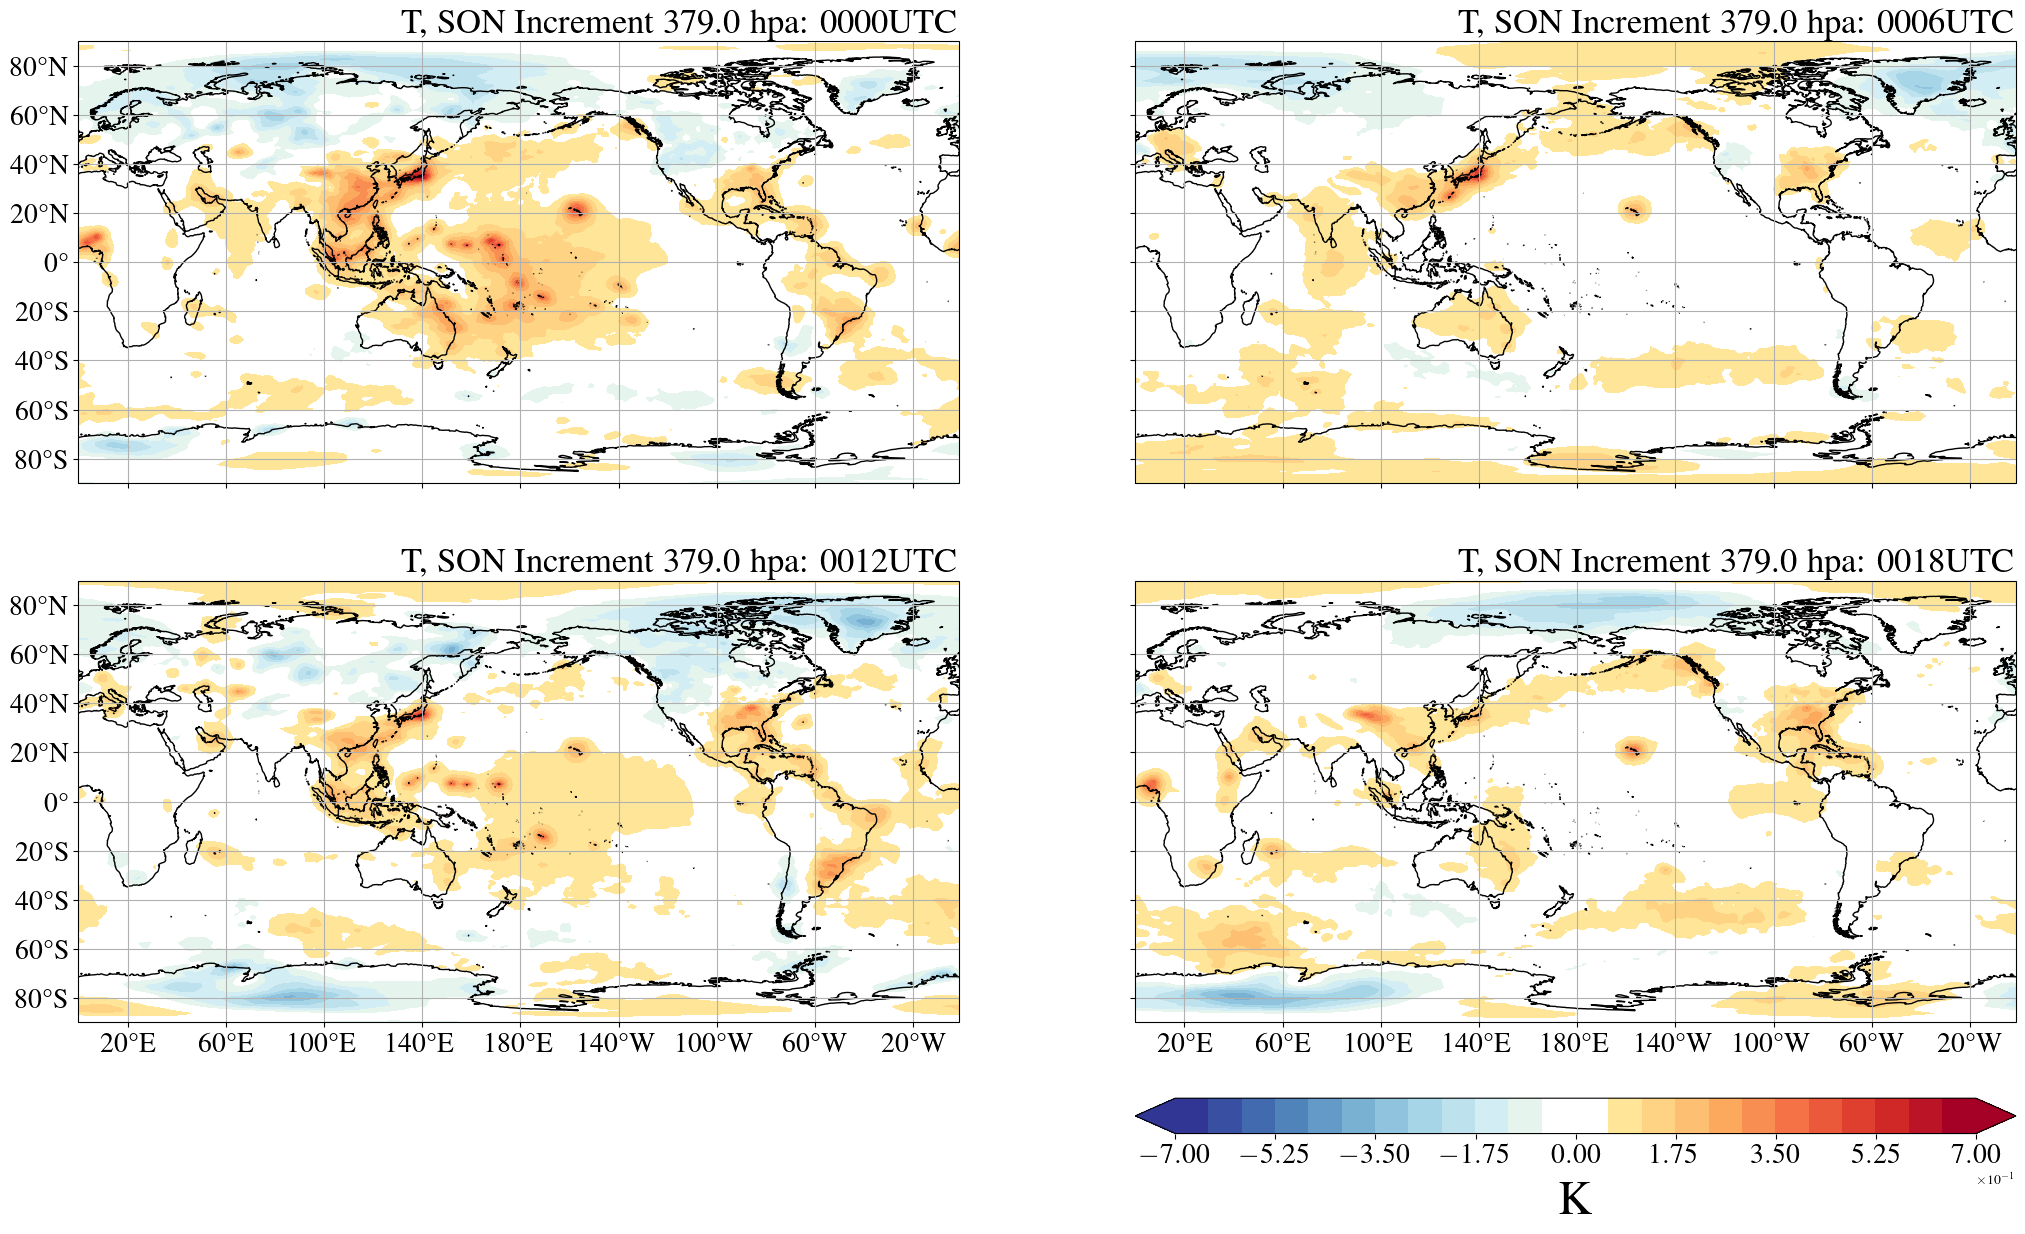 T, SON Increment 379.0 hpa: 0000UTC
T, SON Increment 379.0 hpa: 0006UTC
80°N
60°N
40°N
20°N
0°
20°S
40°S
60°S
80°S
T, SON Increment 379.0 hpa: 0012UTC
T, SON Increment 379.0 hpa: 0018UTC
80°N
60°N
40°N
20°N
0°
20°S
40°S
60°S
80°S
20°E 60°E 100°E 140°E 180°E 140°W 100°W 60°W 20°W
20°E 60°E 100°E 140°E 180°E 140°W 100°W 60°W 20°W
−7.00 −5.25 −3.50 −1.75 0.00 1.75 3.50 5.25 7.00
×10⁻¹
K